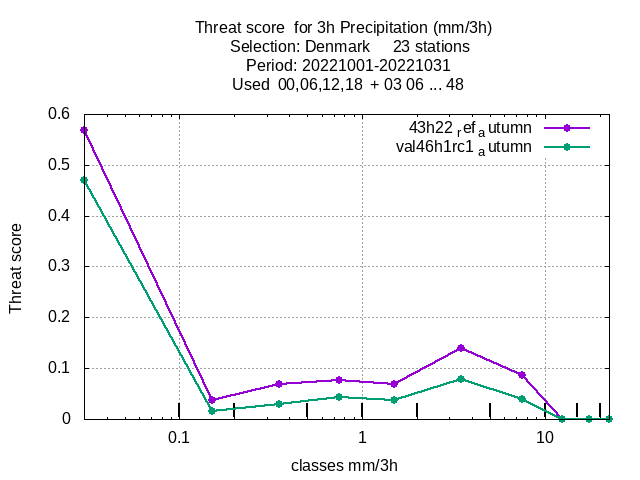 Threat score  for 3h Precipitation (mm/3h)
Selection: Denmark     23 stations
Period: 20221001-20221031
Used  00,06,12,18  + 03 06 ... 48
43h22 refa utumn
val46h1rc1 a utumn
0.6
0.5
0.4
0.3
0.2
0.1
0
Threat score
0.1 1 10
classes mm/3h